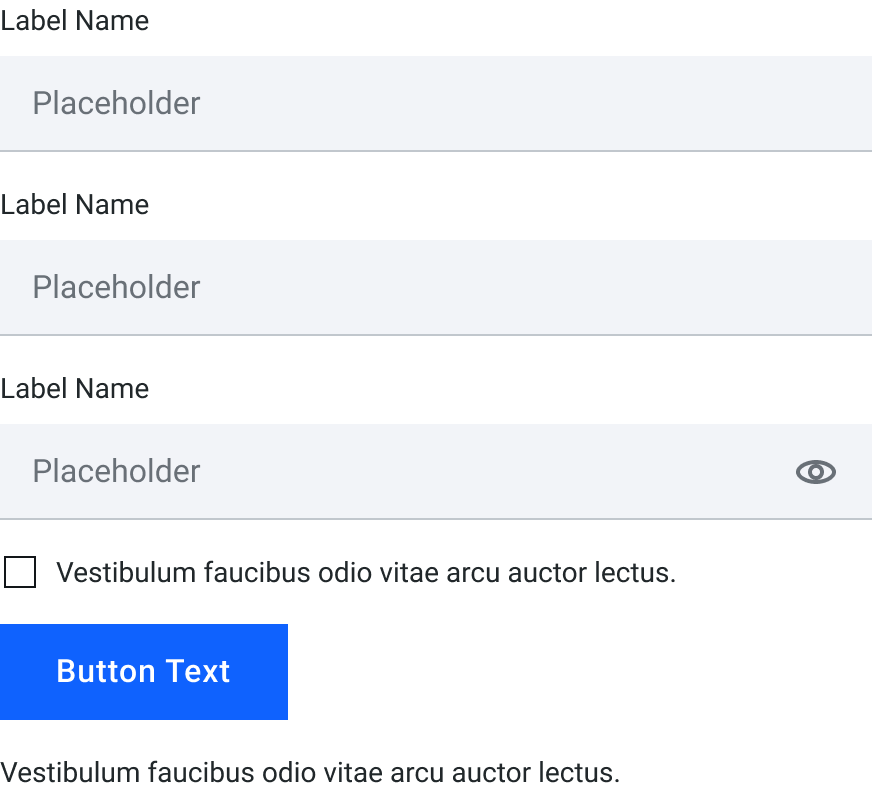 Label Name
Placeholder
Label Name
Placeholder
Label Name
Placeholder
Vestibulum faucibus odio vitae arcu auctor lectus.
Button Text
Vestibulum faucibus odio vitae arcu auctor lectus.